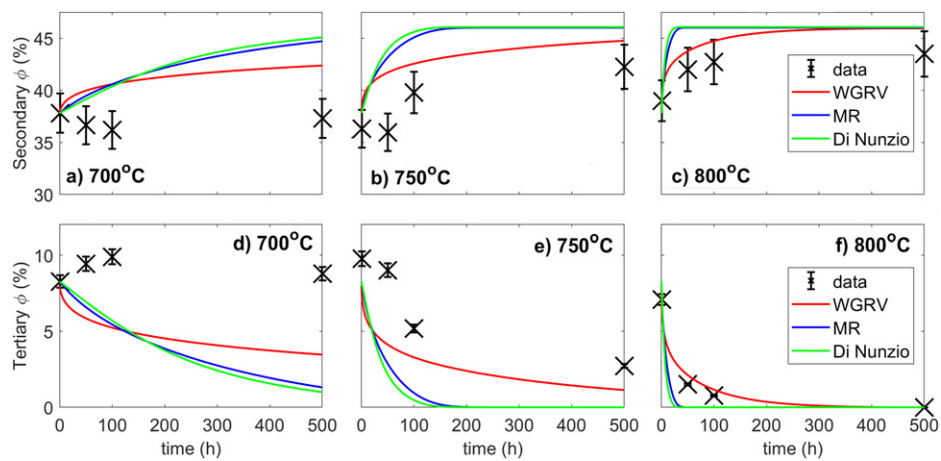 Secondary ϕ (%)
45
40
35
30
a) 700°C
b) 750°C
c) 800°C
data
WGRV
MR
Di Nunzio
Tertiary ϕ (%)
10
5
0
d) 700°C
e) 750°C
f) 800°C
data
WGRV
MR
Di Nunzio
0 100 200 300 400 500
0 100 200 300 400 500
0 100 200 300 400 500
time (h)
time (h)
time (h)